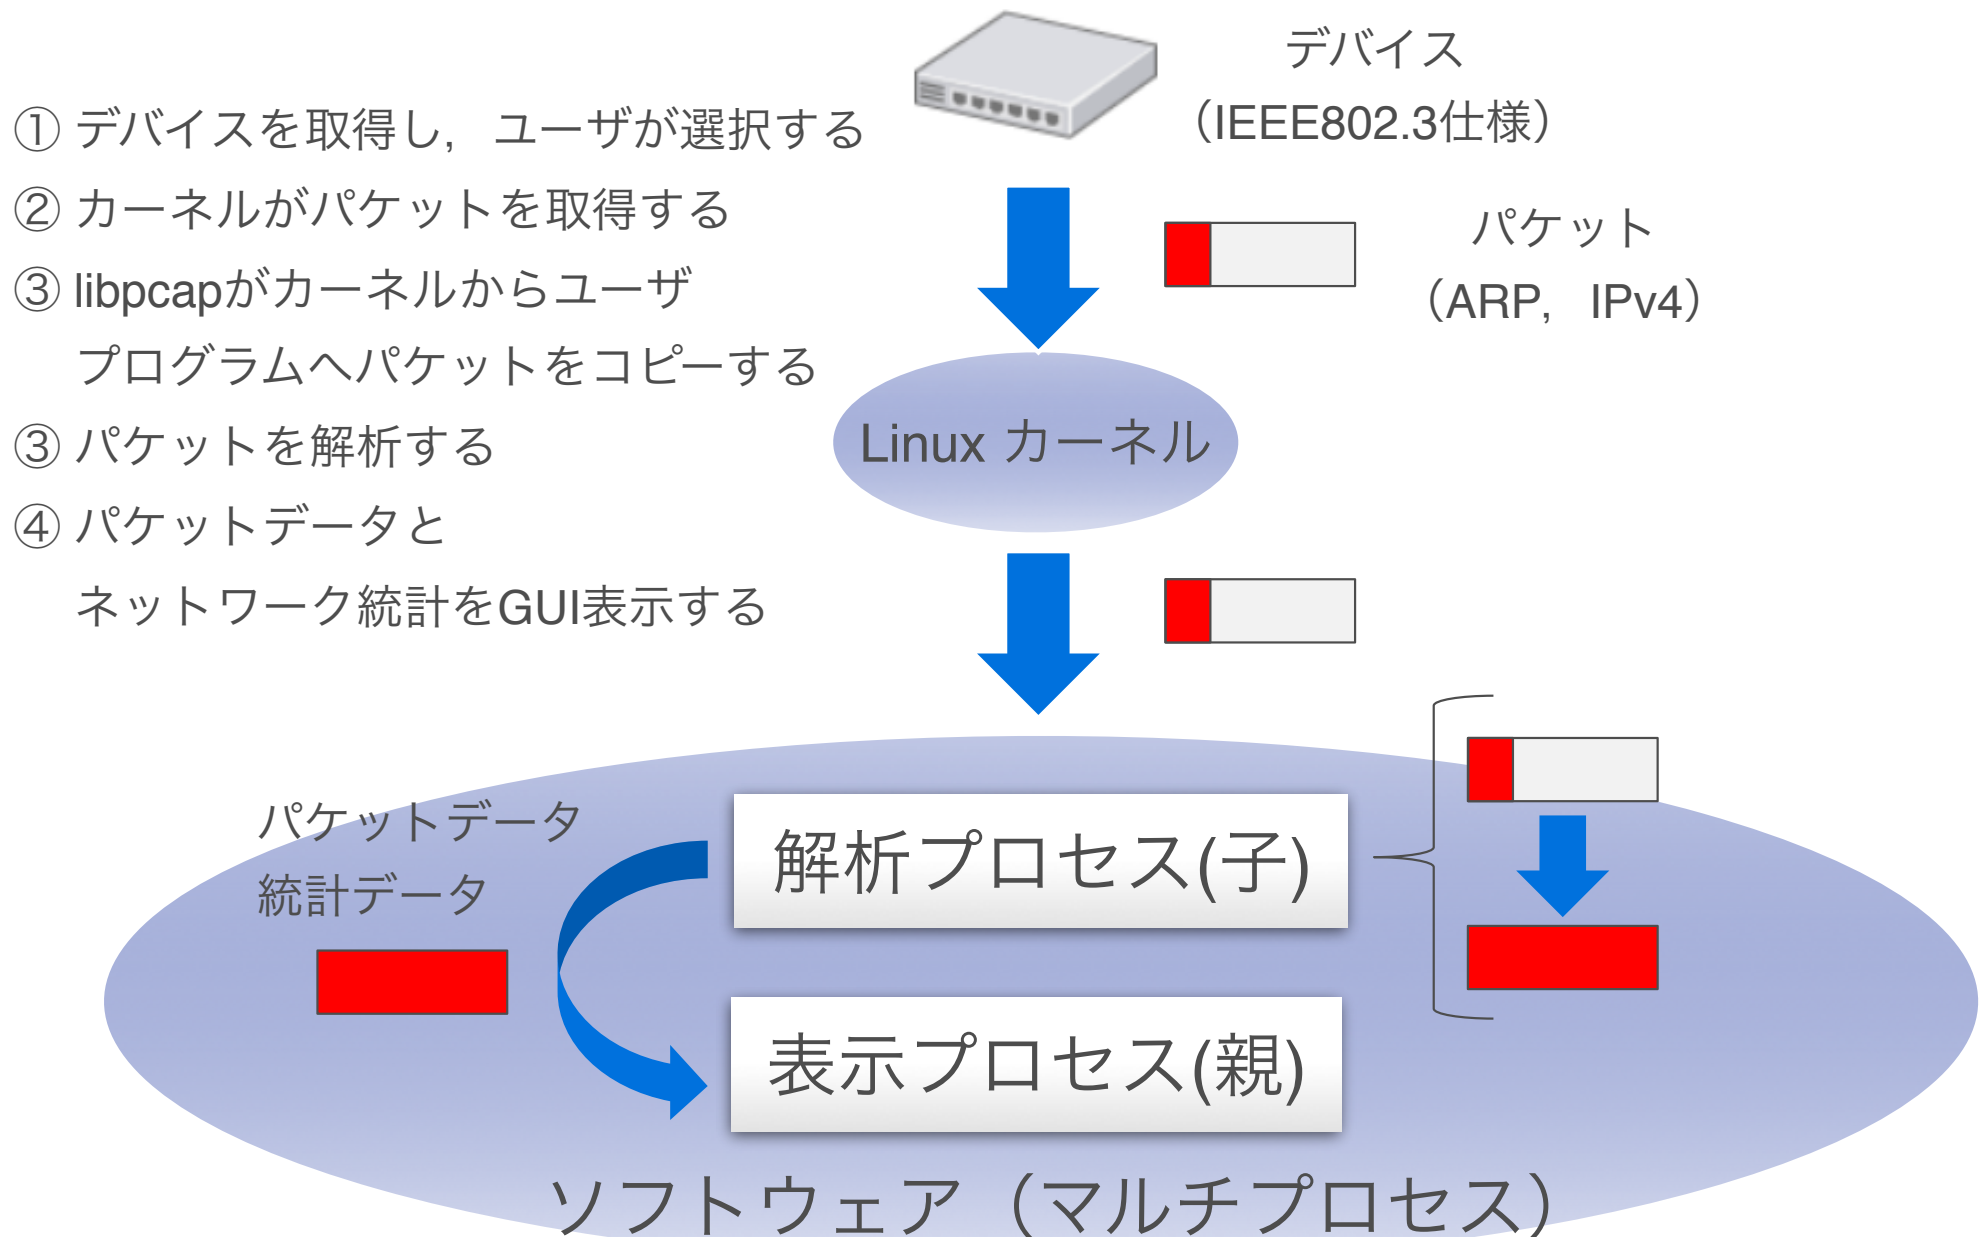 ① デバイスを取得し，ユーザが選択する
② カーネルがパケットを取得する
③ libpcapがカーネルからユーザ
プログラムへパケットをコピーする
③ パケットを解析する
④ パケットデータと
ネットワーク統計をGUI表示する
デバイス
（IEEE802.3仕様）
パケット
（ARP，IPv4）
Linux カーネル
パケットデータ
統計データ
解析プロセス(子)
表示プロセス(親)
ソフトウェア（マルチプロセス）